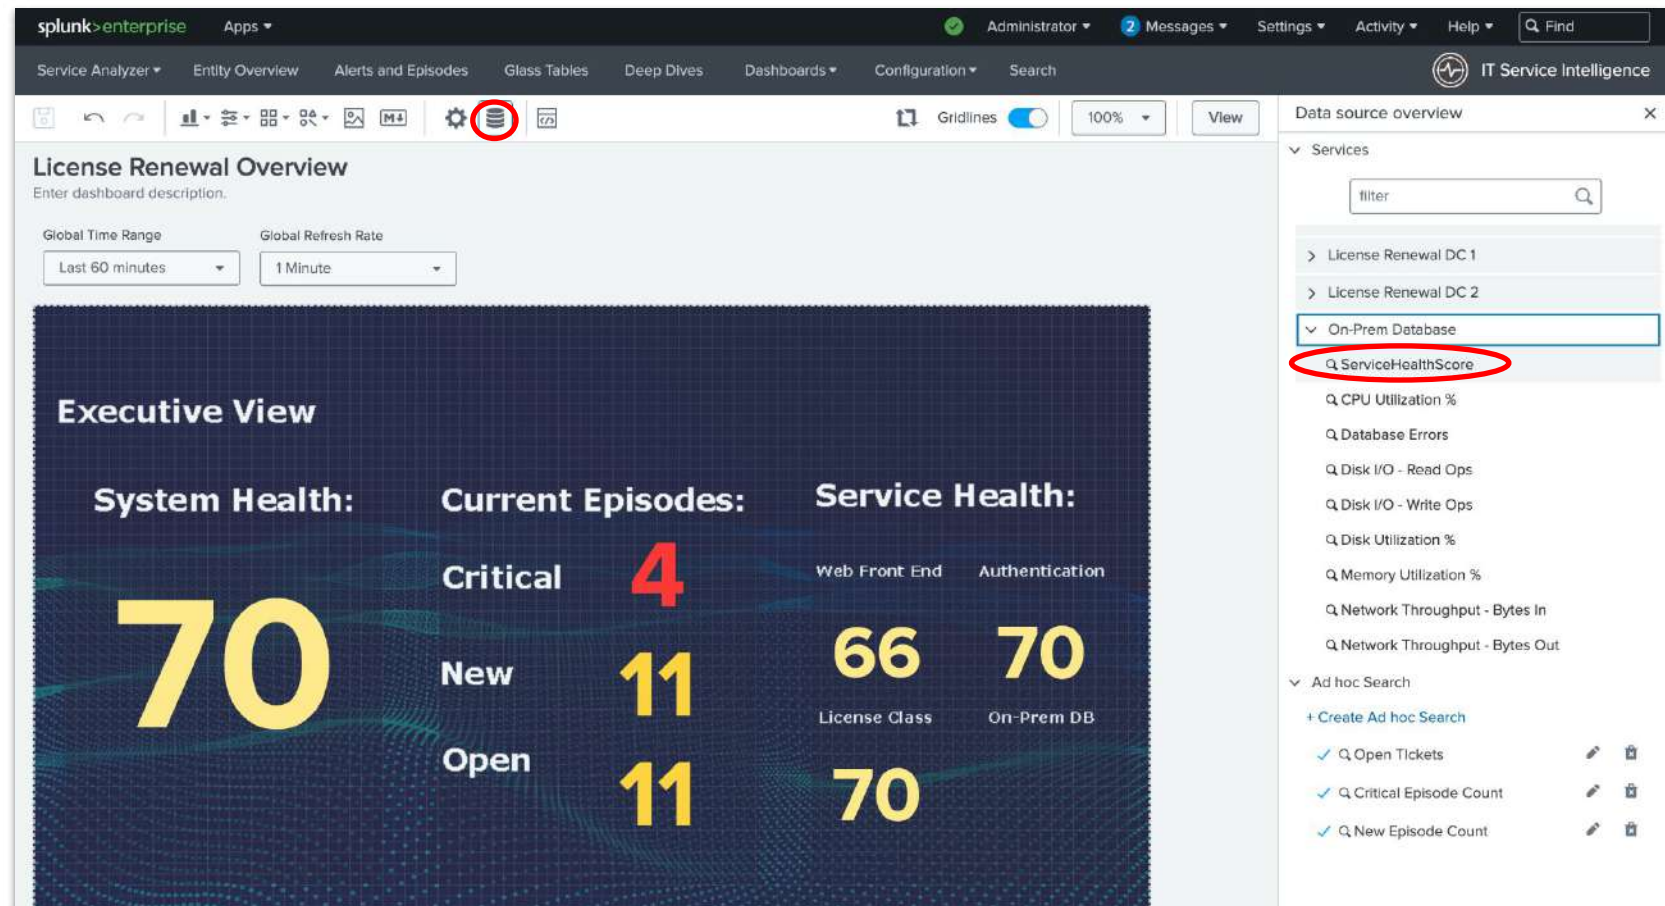 splunk>enterprise Apps Administrator 2 Messages Settings Activity Help Find
Service Analyzer Entity Overview Alerts and Episodes Glass Tables Deep Dives Dashboards Configuration Search IT Service Intelligence
M Gridlines 100% View
License Renewal Overview
Enter dashboard description.
Global Time Range Global Refresh Rate
Last 60 minutes 1 Minute
Executive View
System Health: Current Episodes: Service Health:
70
Critical 4
New 11
Open 11
Web Front End Authentication
66 70
License Class On-Prem DB
70
Data source overview
Services
filter
License Renewal DC 1
License Renewal DC 2
On-Prem Database
ServiceHealthScore
CPU Utilization %
Database Errors
Disk I/O - Read Ops
Disk I/O - Write Ops
Disk Utilization %
Memory Utilization %
Network Throughput - Bytes In
Network Throughput - Bytes Out
Ad hoc Search
+ Create Ad hoc Search
Open Tickets
Critical Episode Count
New Episode Count